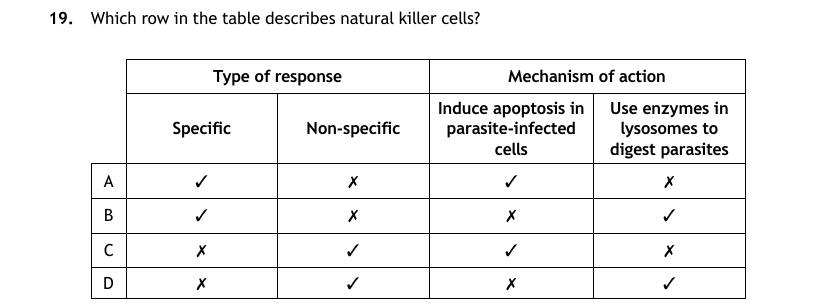 19. Which row in the table describes natural killer cells?
Type of response Mechanism of action
Specific Non-specific Induce apoptosis in parasite-infected cells Use enzymes in lysosomes to digest parasites
A ✓ ✗ ✓ ✗
B ✓ ✗ ✗ ✓
C ✗ ✓ ✓ ✗
D ✗ ✓ ✗ ✓